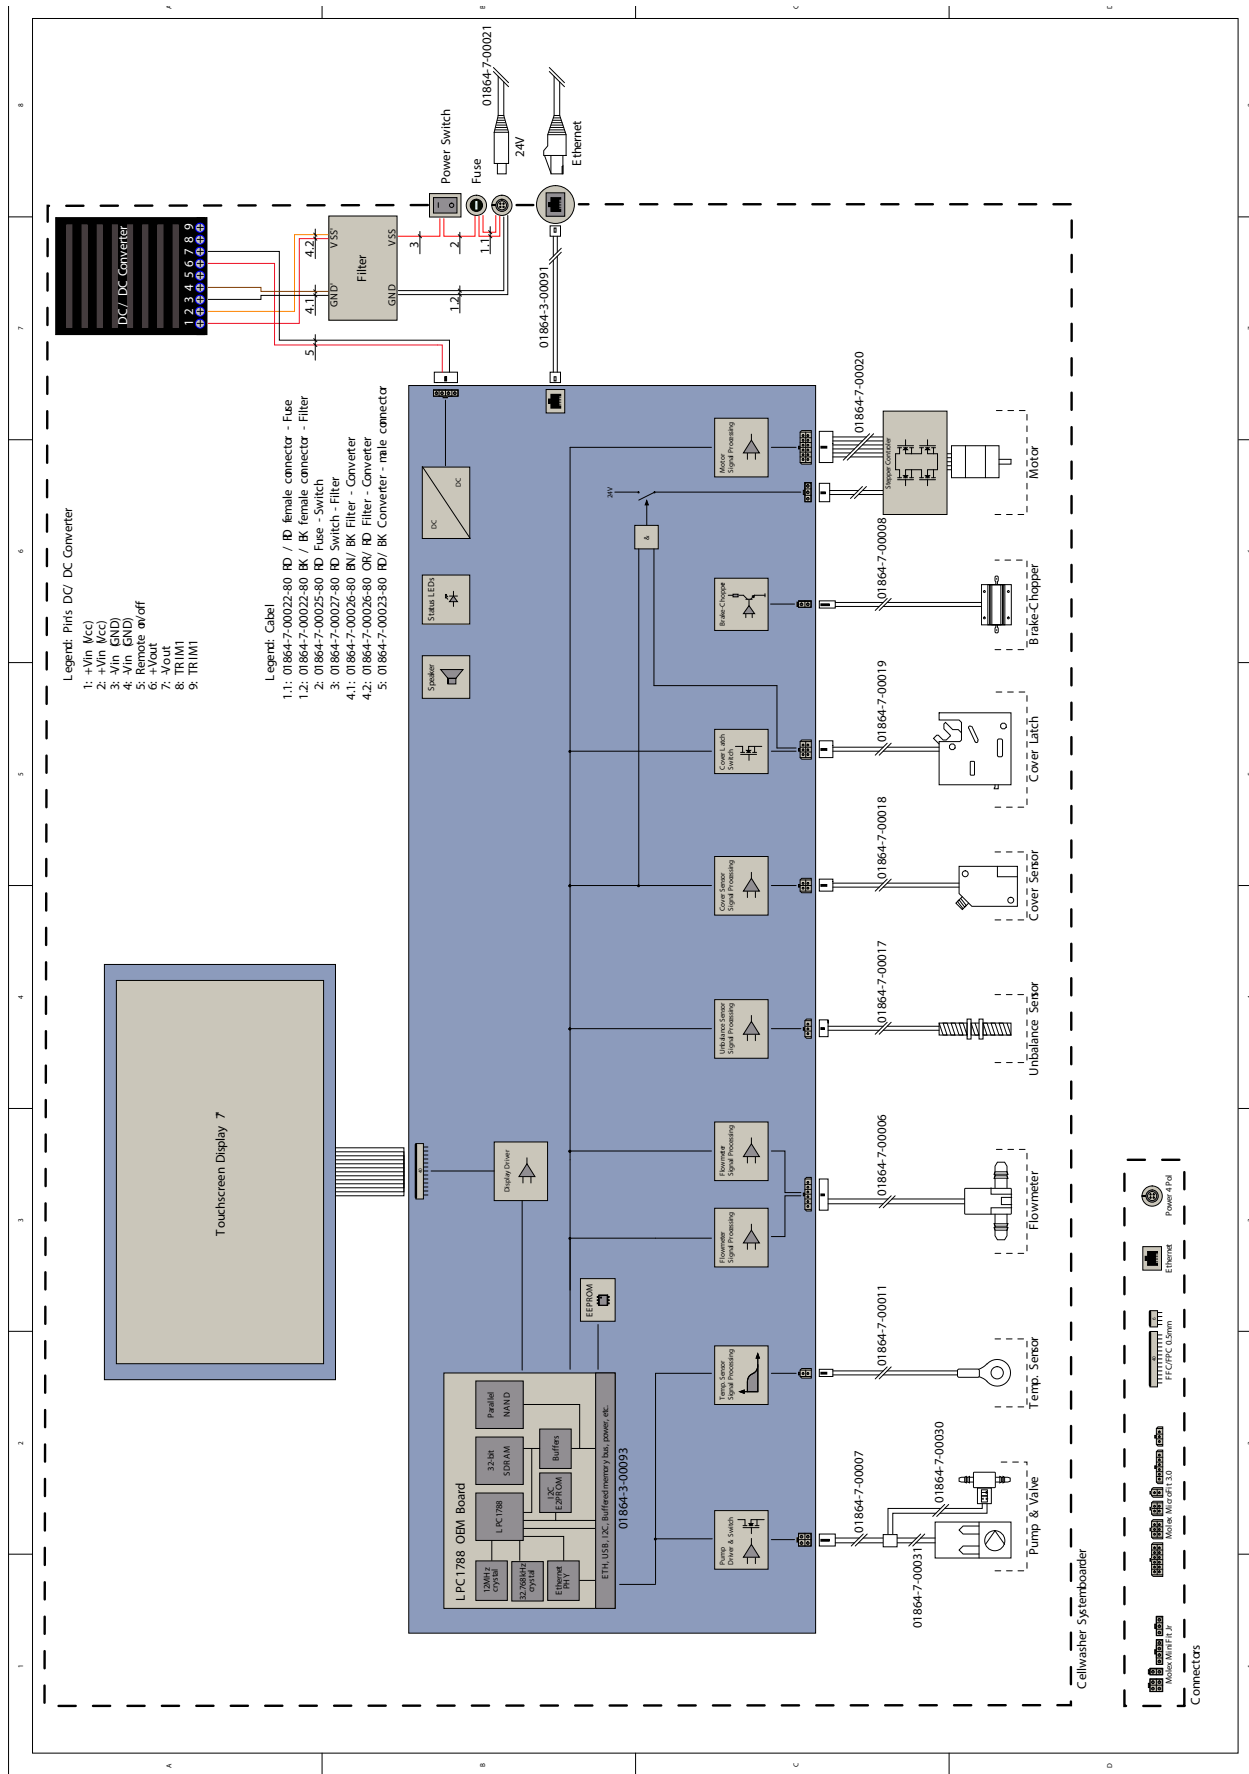 Touchscreen Display 7
DC/ DC Converter
1 2 3 4 5 6 7 8 9
Legend: Pin's DC/ DC Converter
1: +Vin (Vcc)
2: +Vin (Vcc)
3: -Vin (GND)
4: -Vin (GND)
5: Remote on/off
6: +Vout
7: -Vout
8: TRIM1
9: TRIM1
Legend: Cabel
1.1: 01864-7-00022-80 RD / RD female connector - Fuse
1.2: 01864-7-00022-80 BK / BK female connector - Filter
2: 01864-7-00025-80 RD Fuse - Switch
3: 01864-7-00027-80 RD Switch - Filter
4.1: 01864-7-00026-80 BN/ BK Filter - Converter
4.2: 01864-7-00026-80 OR/ RD Filter - Converter
5: 01864-7-00023-80 RD/ BK Converter - male connector
4.1
4.2
5
GND'
VSS'
Filter
GND
VSS
1.2
1.1
2
3
Power Switch
Fuse
24V
01864-7-00021
Ethernet
01864-3-00091
Speaker
Status LEDs
DC
DC
Display Driver
40
LPC1788 OEM Board
12MHz
crystal
32.768kHz
crystal
Ethernet
PHY
LPC1788
32-bit
SDRAM
Parallel
NAND
I2C
E2PROM
Buffers
ETH, USB, I2C, Buffered memory bus, power, etc.
01864-3-00093
EEPROM
24V
&
Pump
Driver & Switch
Temp. Sensor
Signal Processing
Flowmeter
Signal Processing
Flowmeter
Signal Processing
Unbalance Sensor
Signal Processing
Cover Sensor
Signal Processing
Cover Latch
Switch
Brake-Chopper
Motor
Signal Processing
01864-7-00007
01864-7-00031
01864-7-00030
01864-7-00011
01864-7-00006
01864-7-00017
01864-7-00018
01864-7-00019
01864-7-00008
01864-7-00020
Stepper Controller
Pump & Valve
Temp. Sensor
Flowmeter
Unbalance Sensor
Cover Sensor
Cover Latch
Brake-Chopper
Motor
Cellwasher Systemboarder
Molex MiniFit Jr
Molex MicroFit 3.0
40
FFC/FPC 0.5mm
Ethernet
Power 4 Pol
Connectors
1 2 3 4 5 6 7 8
A
B
C
D